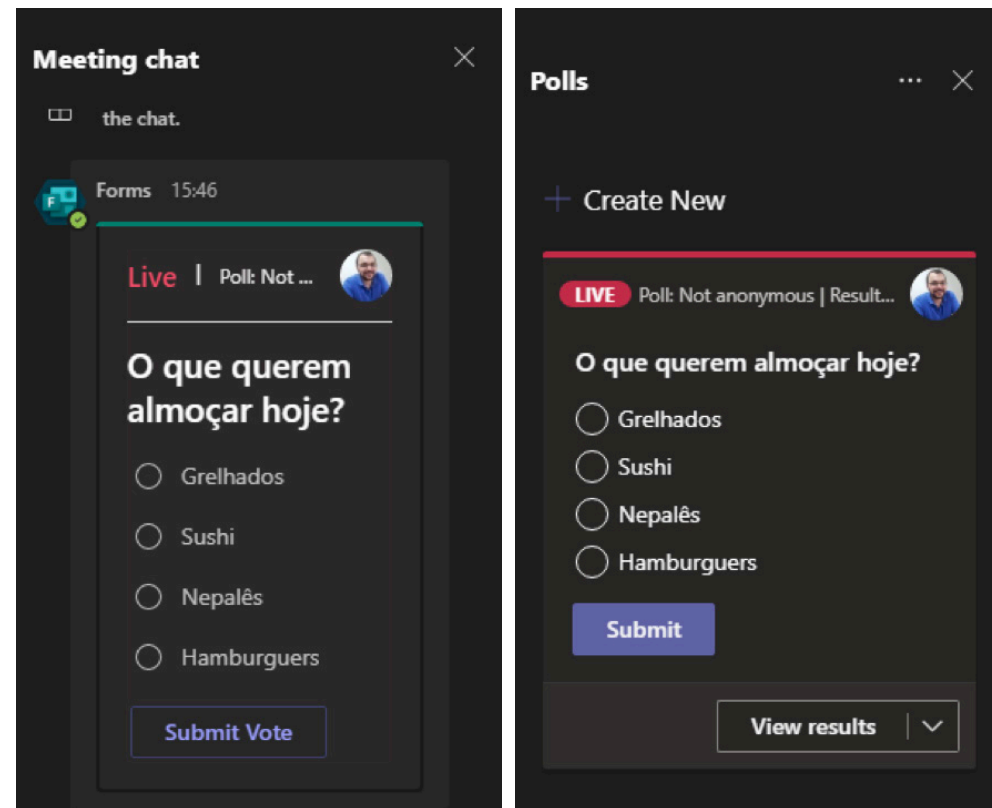 Meeting chat
the chat.
F
Forms 15:46
Live | Poll: Not ...
O que querem
almoçar hoje?
Grelhados
Sushi
Nepalês
Hamburguers
Submit Vote
Polls
Create New
LIVE Poll: Not anonymous | Result...
O que querem almoçar hoje?
Grelhados
Sushi
Nepalês
Hamburguers
Submit
View results